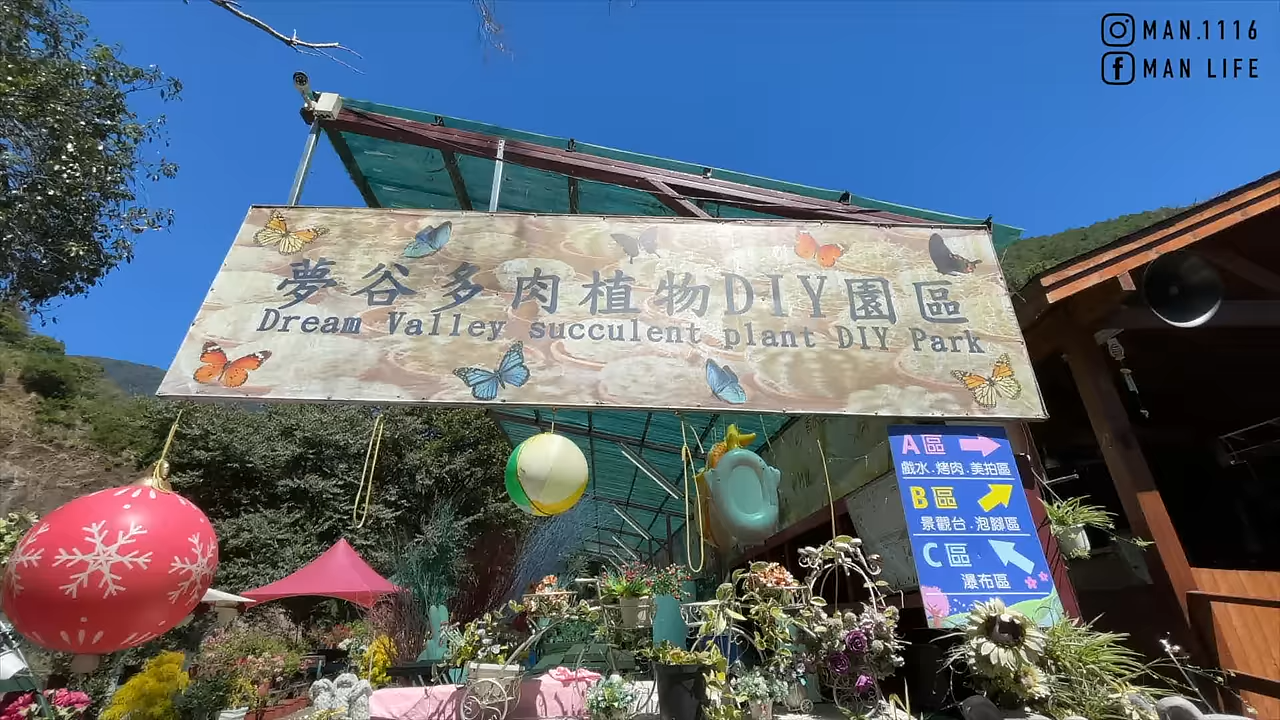 MAN.1116
MAN LIFE
夢谷多肉植物DIY園區
Dream Valley succulent plant DIY Park
A區
戲水.烤肉.美拍區
B區
景觀台.泡腳區
C區
瀑布區